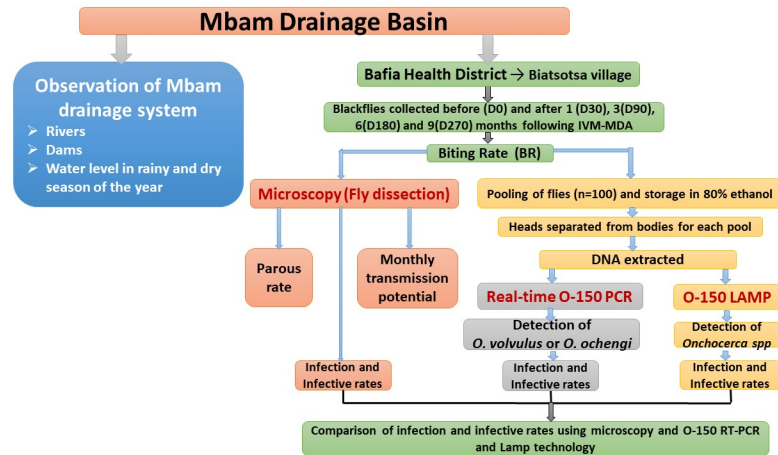 Mbam Drainage Basin
Observation of Mbam
drainage system
➢ Rivers
➢ Dams
➢ Water level in rainy and dry
season of the year
Bafia Health District → Biatsotsa village
Blackflies collected before (D0) and after 1 (D30), 3(D90),
6(D180) and 9(D270) months following IVM-MDA
Biting Rate (BR)
Microscopy (Fly dissection)
Pooling of flies (n=100) and storage in 80% ethanol
Heads separated from bodies for each pool
DNA extracted
Parous
rate
Monthly
transmission
potential
Real-time O-150 PCR
O-150 LAMP
Detection of
O. volvulus or O. ochengi
Detection of
Onchocerca spp
Infection and
Infective rates
Infection and
Infective rates
Infection and
Infective rates
Comparison of infection and infective rates using microscopy and O-150 RT-PCR
and Lamp technology